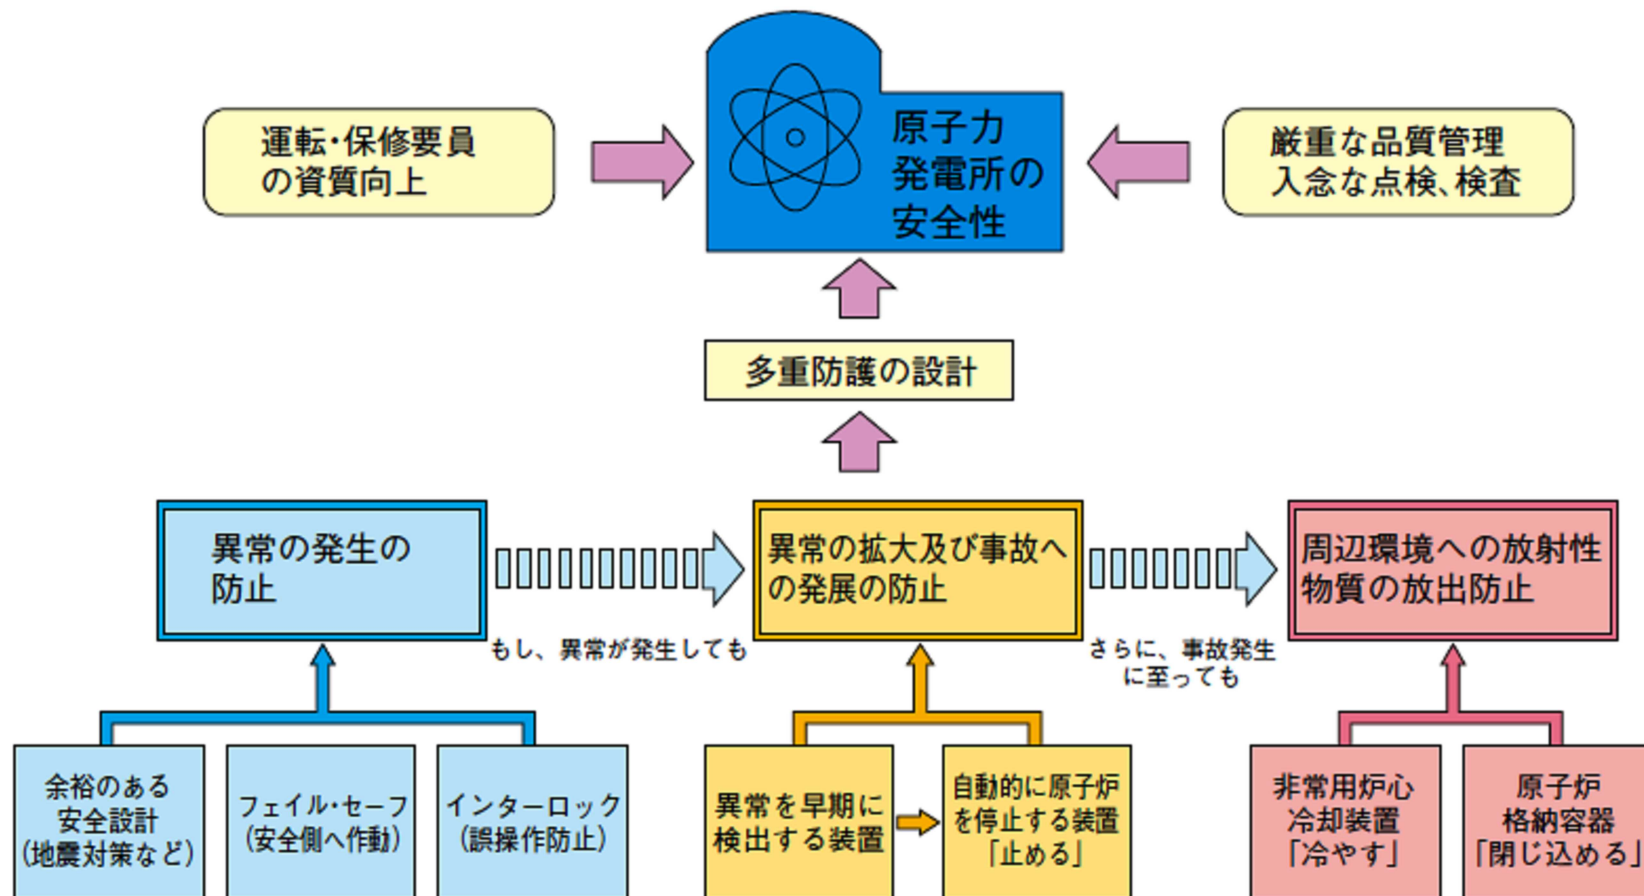 原子力
発電所の
安全性
運転・保修要員
の資質向上
厳重な品質管理
入念な点検、検査
多重防護の設計
異常の発生の
防止
もし、異常が発生しても
異常の拡大及び事故へ
の発展の防止
さらに、事故発生
に至っても
周辺環境への放射性
物質の放出防止
余裕のある
安全設計
(地震対策など)
フェイル・セーフ
(安全側へ作動)
インターロック
(誤操作防止)
異常を早期に
検出する装置
自動的に原子炉
を停止する装置
「止める」
非常用炉心
冷却装置
「冷やす」
原子炉
格納容器
「閉じ込める」